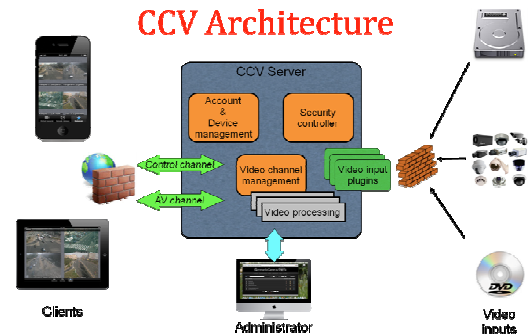 CCV Architecture
CCV Server
Account
&
Device
management
Security
controller
Control channel
AV channel
Video channel
management
Video input
plugins
Video processing
DVD
Clients
Administrator
Video
inputs